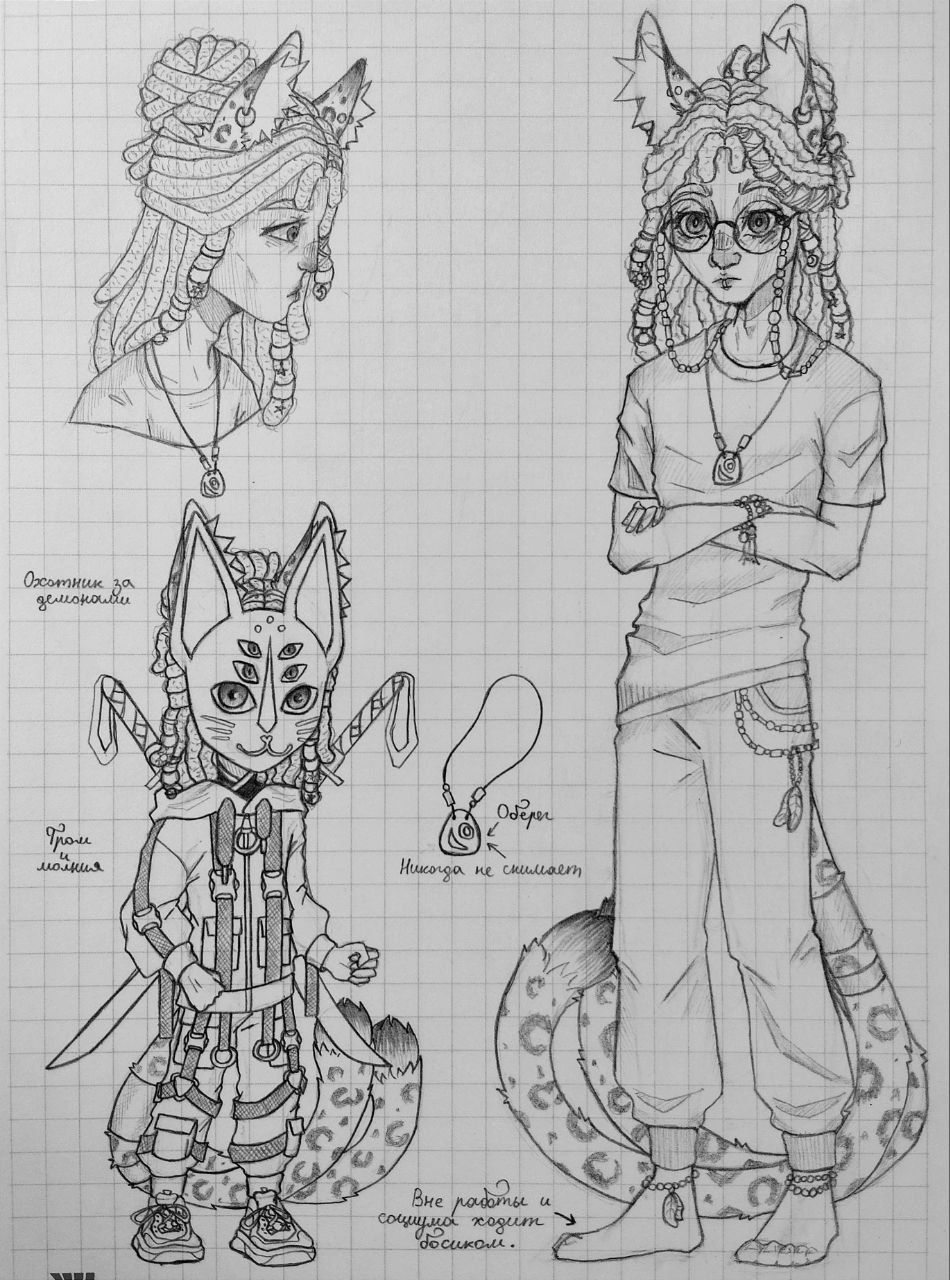 Охотник за
демонами
Гром
и
молния
Оберег
Никогда не снимает
Вне работы и
социума ходит
босиком.